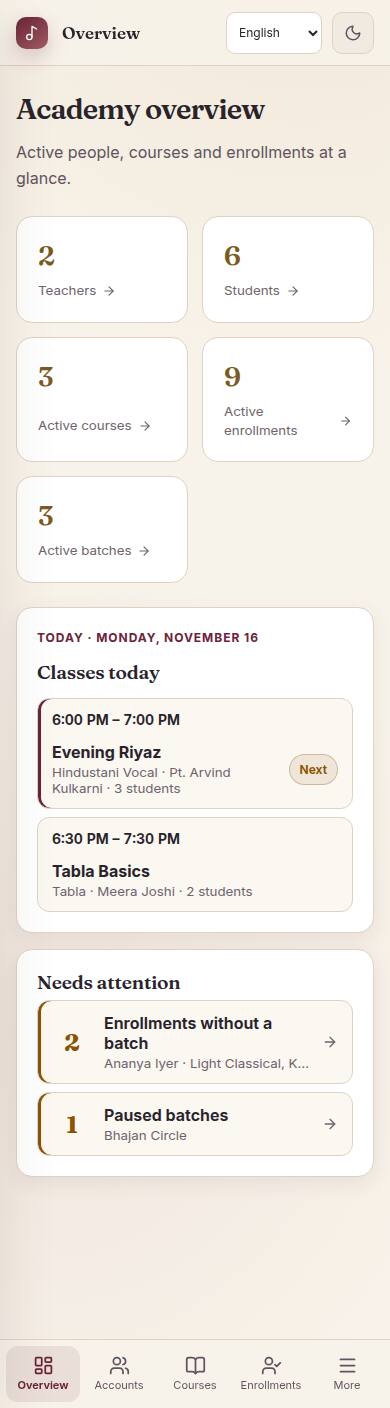 Overview
English
Academy overview
Active people, courses and enrollments at a
glance.
2
Teachers →
6
Students →
3
Active courses →
9
Active
enrollments →
3
Active batches →
TODAY · MONDAY, NOVEMBER 16
Classes today
6:00 PM – 7:00 PM
Evening Riyaz
Hindustani Vocal · Pt. Arvind
Kulkarni · 3 students
Next
6:30 PM – 7:30 PM
Tabla Basics
Tabla · Meera Joshi · 2 students
Needs attention
2
Enrollments without a
batch
Ananya Iyer · Light Classical, K... →
1
Paused batches
Bhajan Circle →
Overview
Accounts
Courses
Enrollments
More